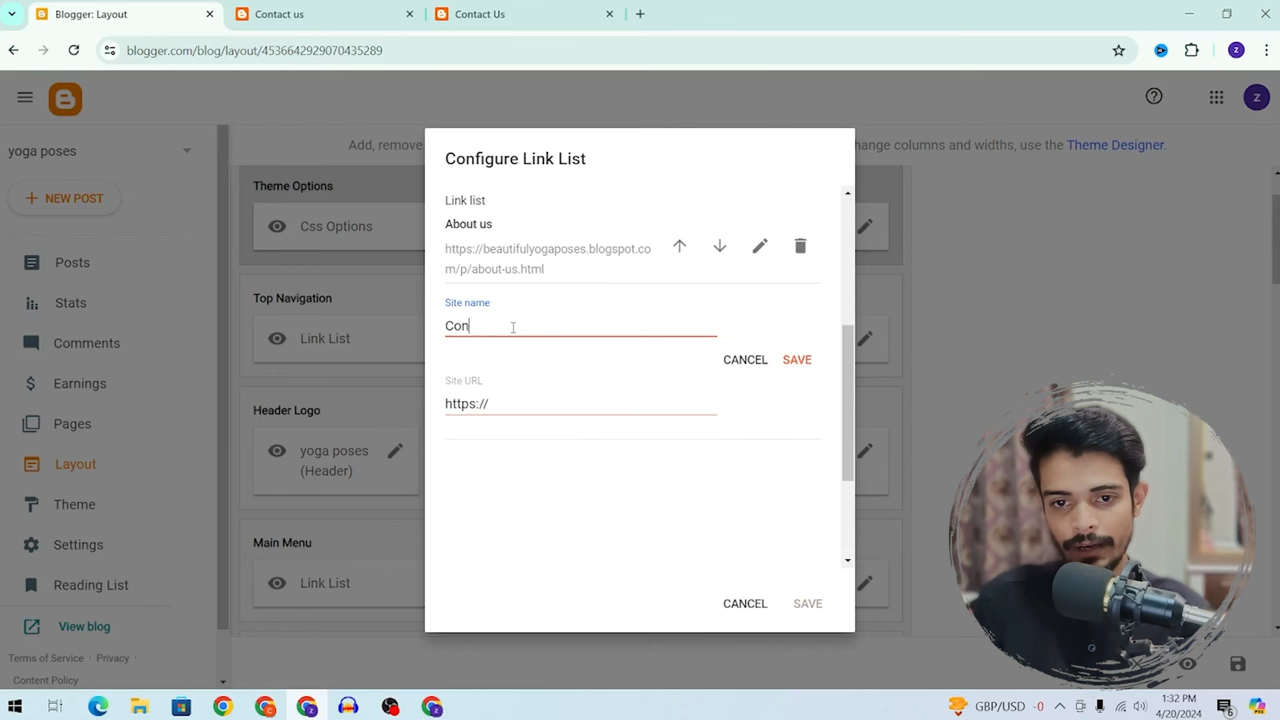 Blogger: Layout
Contact us
Contact Us
blogger.com/blog/layout/4536642929070435289
z
z
yoga poses
Add, remove
hange columns and widths, use the Theme Designer.
NEW POST
Posts
Stats
Comments
Earnings
Pages
Layout
Theme
Settings
Reading List
View blog
Terms of Service · Privacy ·
Content Policy
Theme Options
Css Options
Top Navigation
Link List
Header Logo
yoga poses
(Header)
Main Menu
Link List
Configure Link List
Link list
About us
https://beautifulyogaposes.blogspot.co
m/p/about-us.html
Site name
Con
CANCEL SAVE
Site URL
https://
CANCEL SAVE
GBP/USD -0
1:32 PM
4/20/2024
6